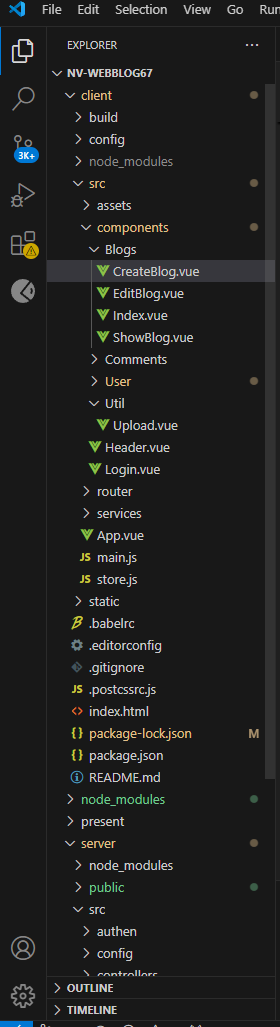 File Edit Selection View Go Run
EXPLORER
NV-WEBBLOG67
client
build
config
node_modules
src
assets
components
Blogs
CreateBlog.vue
EditBlog.vue
Index.vue
ShowBlog.vue
Comments
User
Util
Upload.vue
Header.vue
Login.vue
router
services
App.vue
JS main.js
JS store.js
static
.babelrc
.editorconfig
.gitignore
.postcssrc.js
index.html
package-lock.json M
package.json
README.md
node_modules
present
server
node_modules
public
src
authen
config
controllers
OUTLINE
TIMELINE
3K+